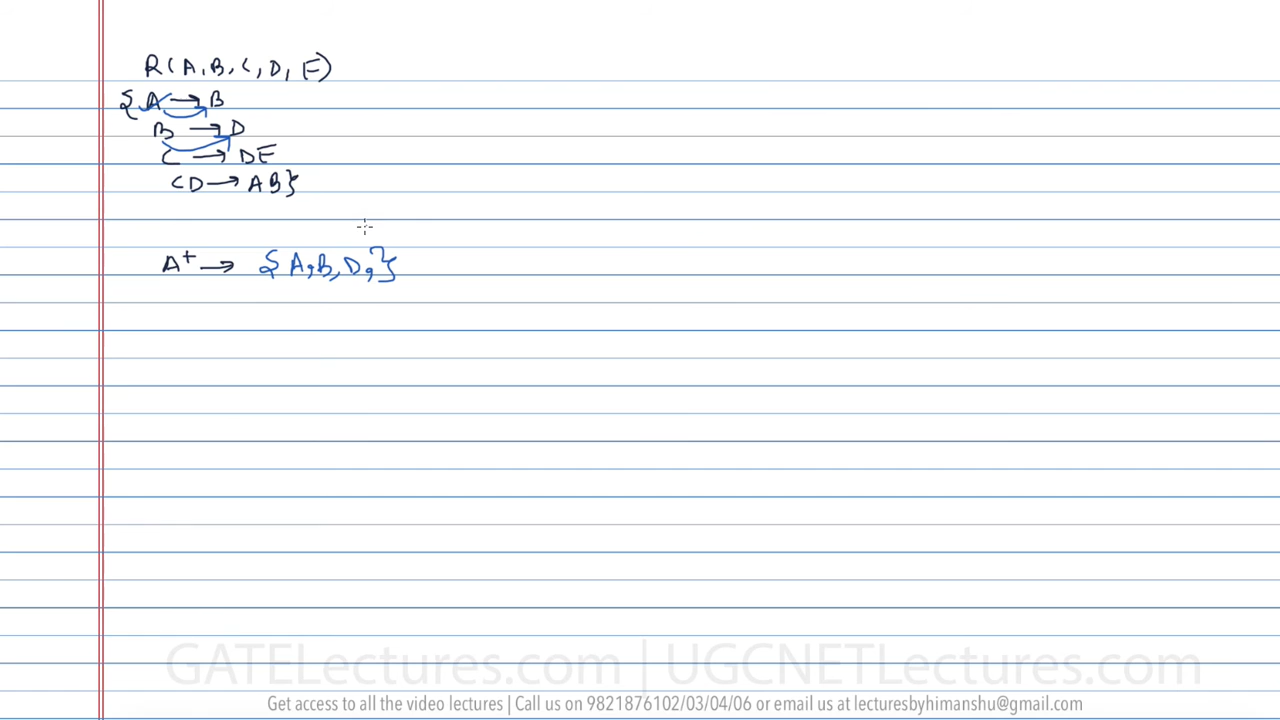 R(A,B,C,D,E)
{A → B
B → D
C → DE
CD → AB}
A⁺ → {A,B,D,}
GATELectures.com | UGCNETLectures.com
Get access to all the video lectures | Call us on 9821876102/03/04/06 or email us at lecturesbyhimanshu@gmail.com